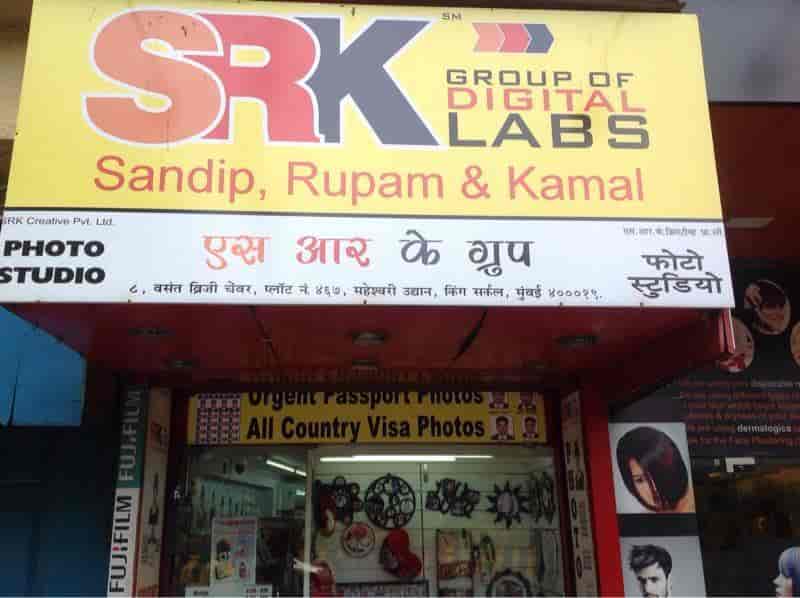 SRK SM
GROUP OF
DIGITAL
LABS
Sandip, Rupam & Kamal
SRK Creative Pvt. Ltd.
PHOTO
STUDIO
एस आर के ग्रुप
८, वसंत ब्रिजी चेंबर, प्लॉट नं. ४६७, महेश्वरी उद्यान, किंग सर्कल, मुंबई ४०००१९.
फोटो
स्टुडियो
Urgent Passport Photos
All Country Visa Photos
FUJIFILM
FUJIFILM